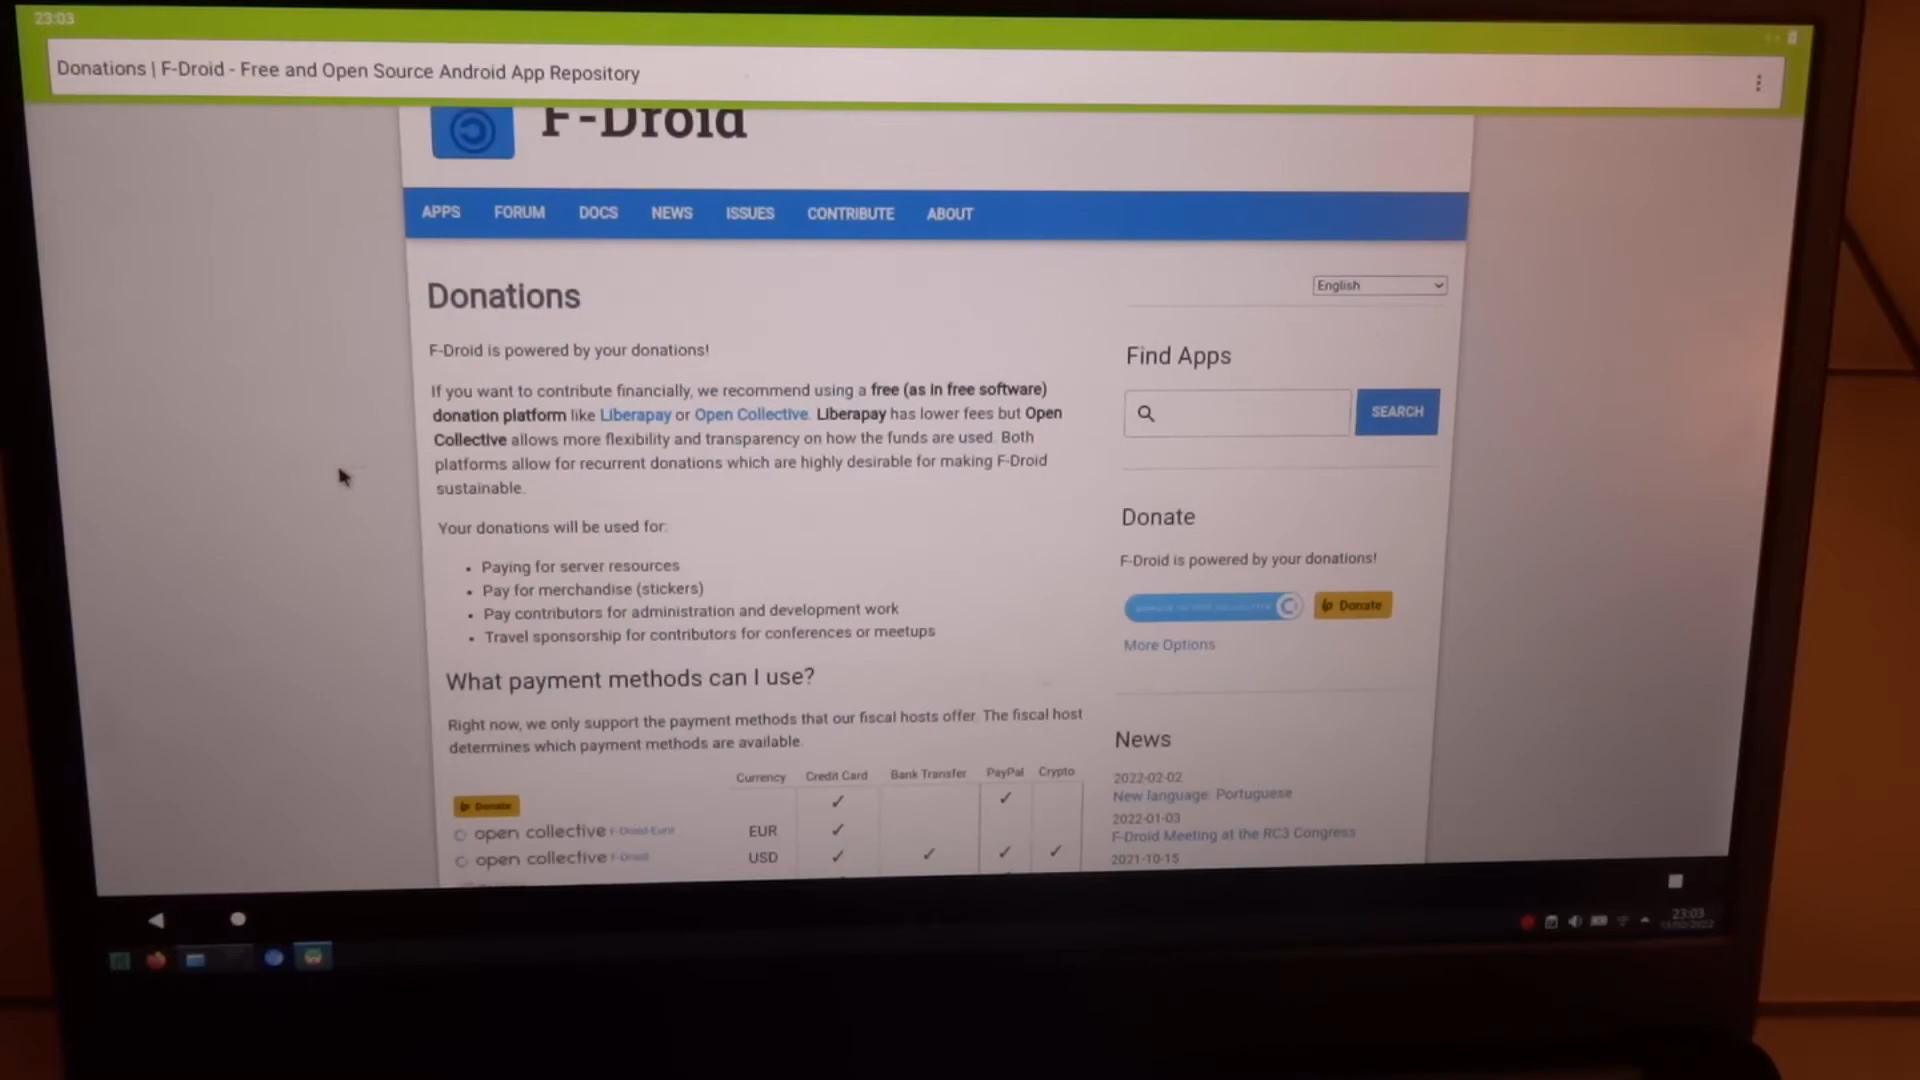 23:03
Donations | F-Droid - Free and Open Source Android App Repository
F-Droid
APPS FORUM DOCS NEWS ISSUES CONTRIBUTE ABOUT
English
Donations
F-Droid is powered by your donations!
If you want to contribute financially, we recommend using a free (as in free software)
donation platform like Liberapay or Open Collective. Liberapay has lower fees but Open
Collective allows more flexibility and transparency on how the funds are used. Both
platforms allow for recurrent donations which are highly desirable for making F-Droid
sustainable.
Your donations will be used for:
• Paying for server resources
• Pay for merchandise (stickers)
• Pay contributors for administration and development work
• Travel sponsorship for contributors for conferences or meetups
What payment methods can I use?
Right now, we only support the payment methods that our fiscal hosts offer. The fiscal host
determines which payment methods are available.
Currency Credit Card Bank Transfer PayPal Crypto
Donate ✓ ✓
open collective F-Droid-Euro EUR ✓
open collective F-Droid USD ✓ ✓ ✓ ✓
Find Apps
SEARCH
Donate
F-Droid is powered by your donations!
Donate
More Options
News
2022-02-02
New language: Portuguese
2022-01-03
F-Droid Meeting at the RC3 Congress
2021-10-15
23:03